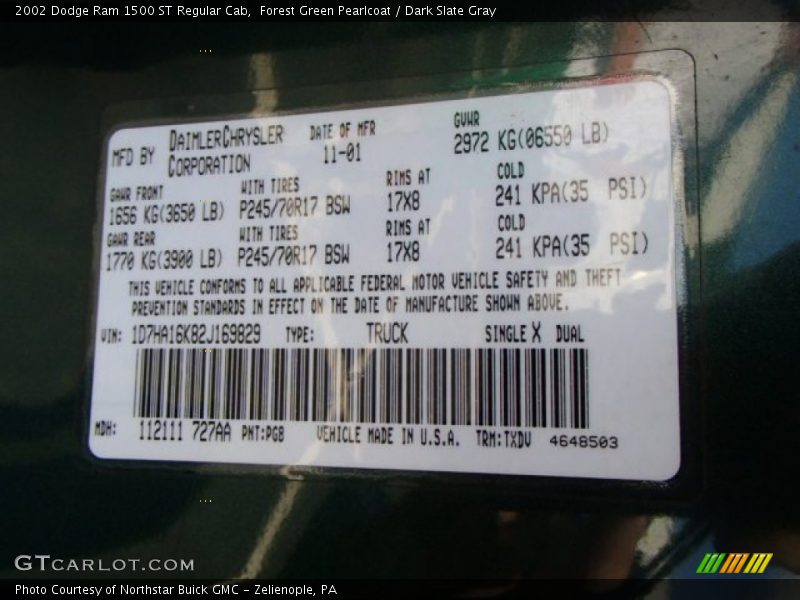 2002 Dodge Ram 1500 ST Regular Cab,  Forest Green Pearlcoat / Dark Slate Gray
MFD BY DAIMLERCHRYSLER CORPORATION DATE OF MFR 11-01 GVWR 2972 KG(06550 LB)
GAWR FRONT WITH TIRES RIMS AT COLD
1656 KG(3650 LB) P245/70R17 BSW 17X8 241 KPA(35 PSI)
GAWR REAR WITH TIRES RIMS AT COLD
1770 KG(3900 LB) P245/70R17 BSW 17X8 241 KPA(35 PSI)
THIS VEHICLE CONFORMS TO ALL APPLICABLE FEDERAL MOTOR VEHICLE SAFETY AND THEFT
PREVENTION STANDARDS IN EFFECT ON THE DATE OF MANUFACTURE SHOWN ABOVE.
VIN: 1D7HA16K82J169829 TYPE: TRUCK SINGLE X DUAL
MDH: 112111 727AA PNT:PGB VEHICLE MADE IN U.S.A. TRM:TXDV 4648503
GTCARLOT.COM
Photo Courtesy of Northstar Buick GMC - Zelienople, PA